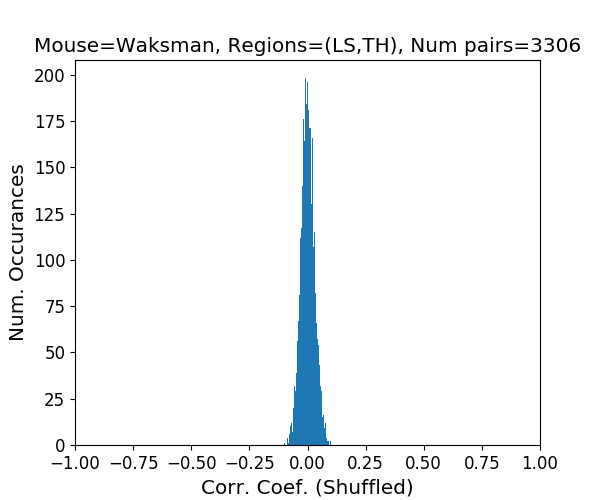 Mouse=Waksman, Regions=(LS,TH), Num pairs=3306
200
175
150
125
100
75
50
25
0
Num. Occurances
−1.00 −0.75 −0.50 −0.25 0.00 0.25 0.50 0.75 1.00
Corr. Coef. (Shuffled)